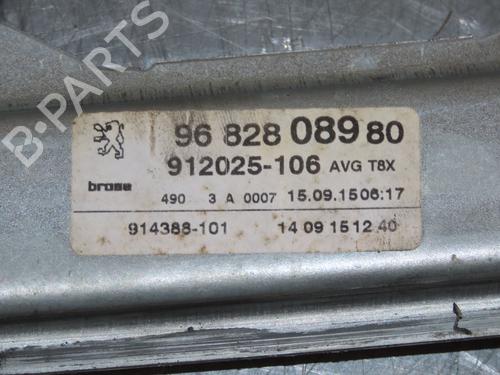 B-PARTS
96 828 089 80
912025-106 AVG T8X
brose
490 3 A 0007 15.09.15 06:17
914388-101 14 09 15 12 40